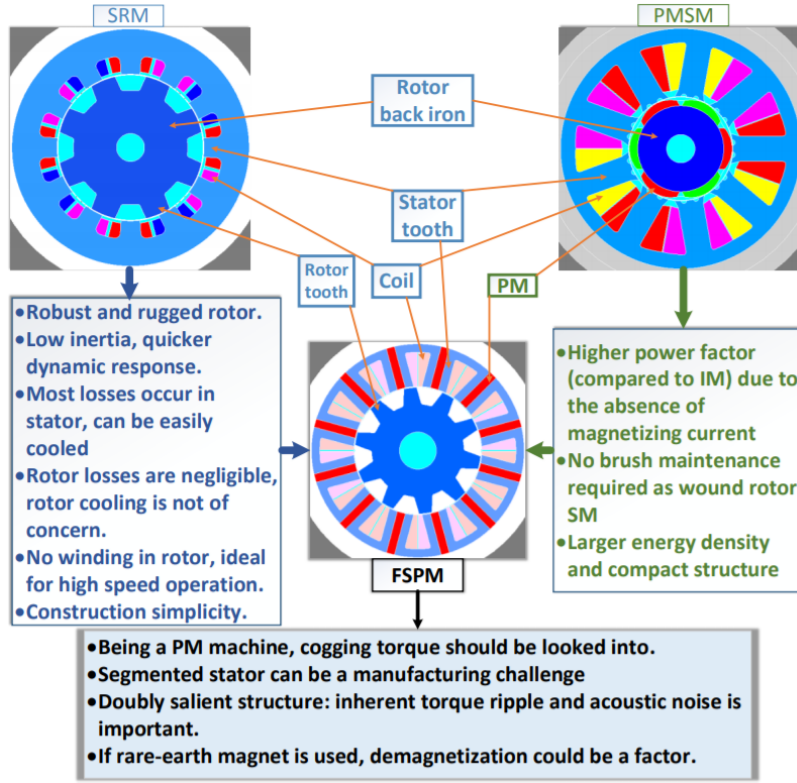 SRM
PMSM
Rotor
back iron
Stator
tooth
Rotor
tooth
Coil
PM
•Robust and rugged rotor.
•Low inertia, quicker
dynamic response.
•Most losses occur in
stator, can be easily
cooled
•Rotor losses are negligible,
rotor cooling is not of
concern.
•No winding in rotor, ideal
for high speed operation.
•Construction simplicity.
•Higher power factor
(compared to IM) due to
the absence of
magnetizing current
•No brush maintenance
required as wound rotor
SM
•Larger energy density
and compact structure
FSPM
•Being a PM machine, cogging torque should be looked into.
•Segmented stator can be a manufacturing challenge
•Doubly salient structure: inherent torque ripple and acoustic noise is
important.
•If rare-earth magnet is used, demagnetization could be a factor.